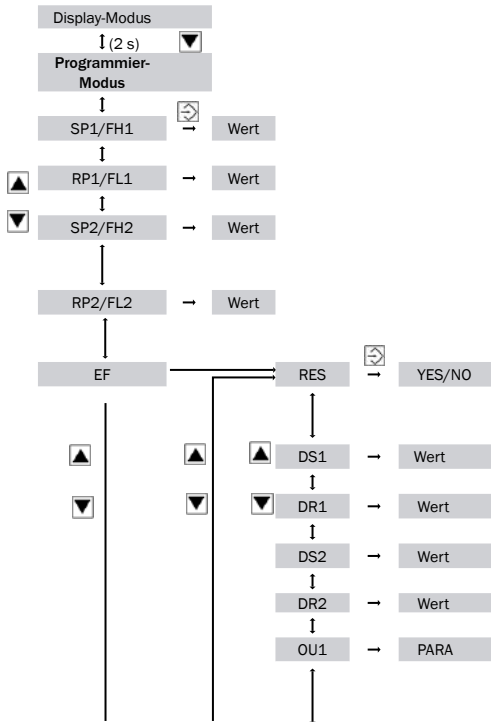 Display-Modus
(2 s)
Programmier-
Modus
SP1/FH1
Wert
RP1/FL1
Wert
SP2/FH2
Wert
RP2/FL2
Wert
EF
RES
YES/NO
DS1
Wert
DR1
Wert
DS2
Wert
DR2
Wert
OU1
PARA